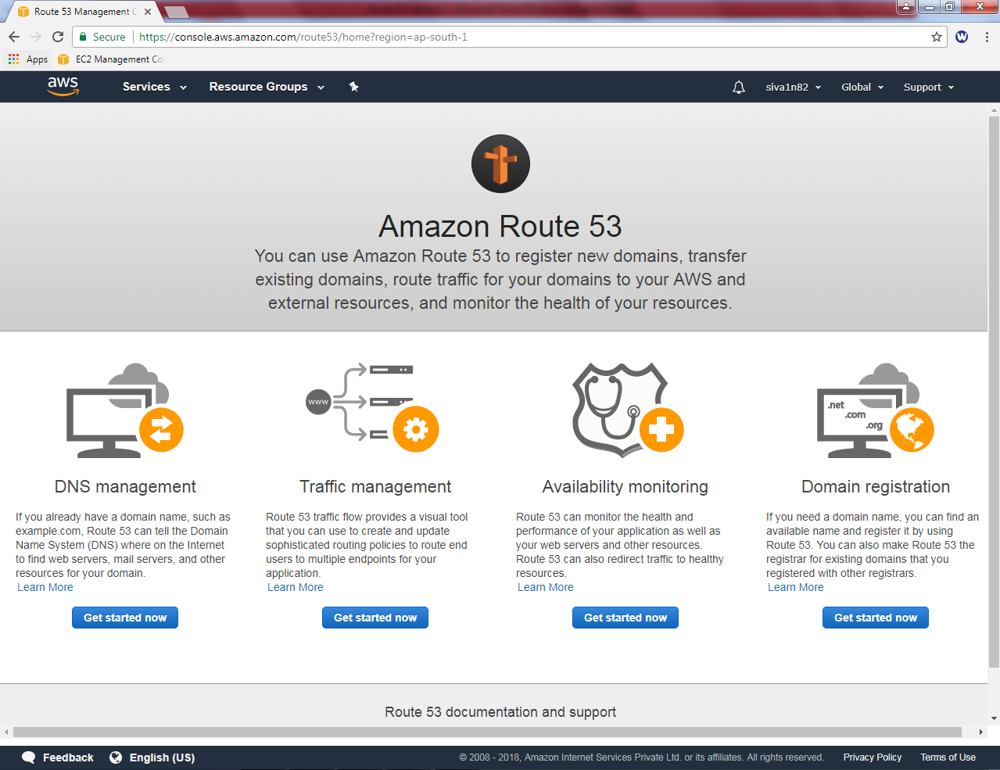 Route 53 Management C
Secure
https://console.aws.amazon.com/route53/home?region=ap-south-1
W
Apps
EC2 Management Co
aws
Services
Resource Groups
siva1n82
Global
Support
Amazon Route 53
You can use Amazon Route 53 to register new domains, transfer
existing domains, route traffic for your domains to your AWS and
external resources, and monitor the health of your resources.
www
.net
.com
.org
DNS management
If you already have a domain name, such as
example.com, Route 53 can tell the Domain
Name System (DNS) where on the Internet
to find web servers, mail servers, and other
resources for your domain.
Learn More
Get started now
Traffic management
Route 53 traffic flow provides a visual tool
that you can use to create and update
sophisticated routing policies to route end
users to multiple endpoints for your
application.
Learn More
Get started now
Availability monitoring
Route 53 can monitor the health and
performance of your application as well as
your web servers and other resources.
Route 53 can also redirect traffic to healthy
resources.
Learn More
Get started now
Domain registration
If you need a domain name, you can find an
available name and register it by using
Route 53. You can also make Route 53 the
registrar for existing domains that you
registered with other registrars.
Learn More
Get started now
Route 53 documentation and support
Feedback
English (US)
© 2008 - 2018, Amazon Internet Services Private Ltd. or its affiliates. All rights reserved.
Privacy Policy
Terms of Use